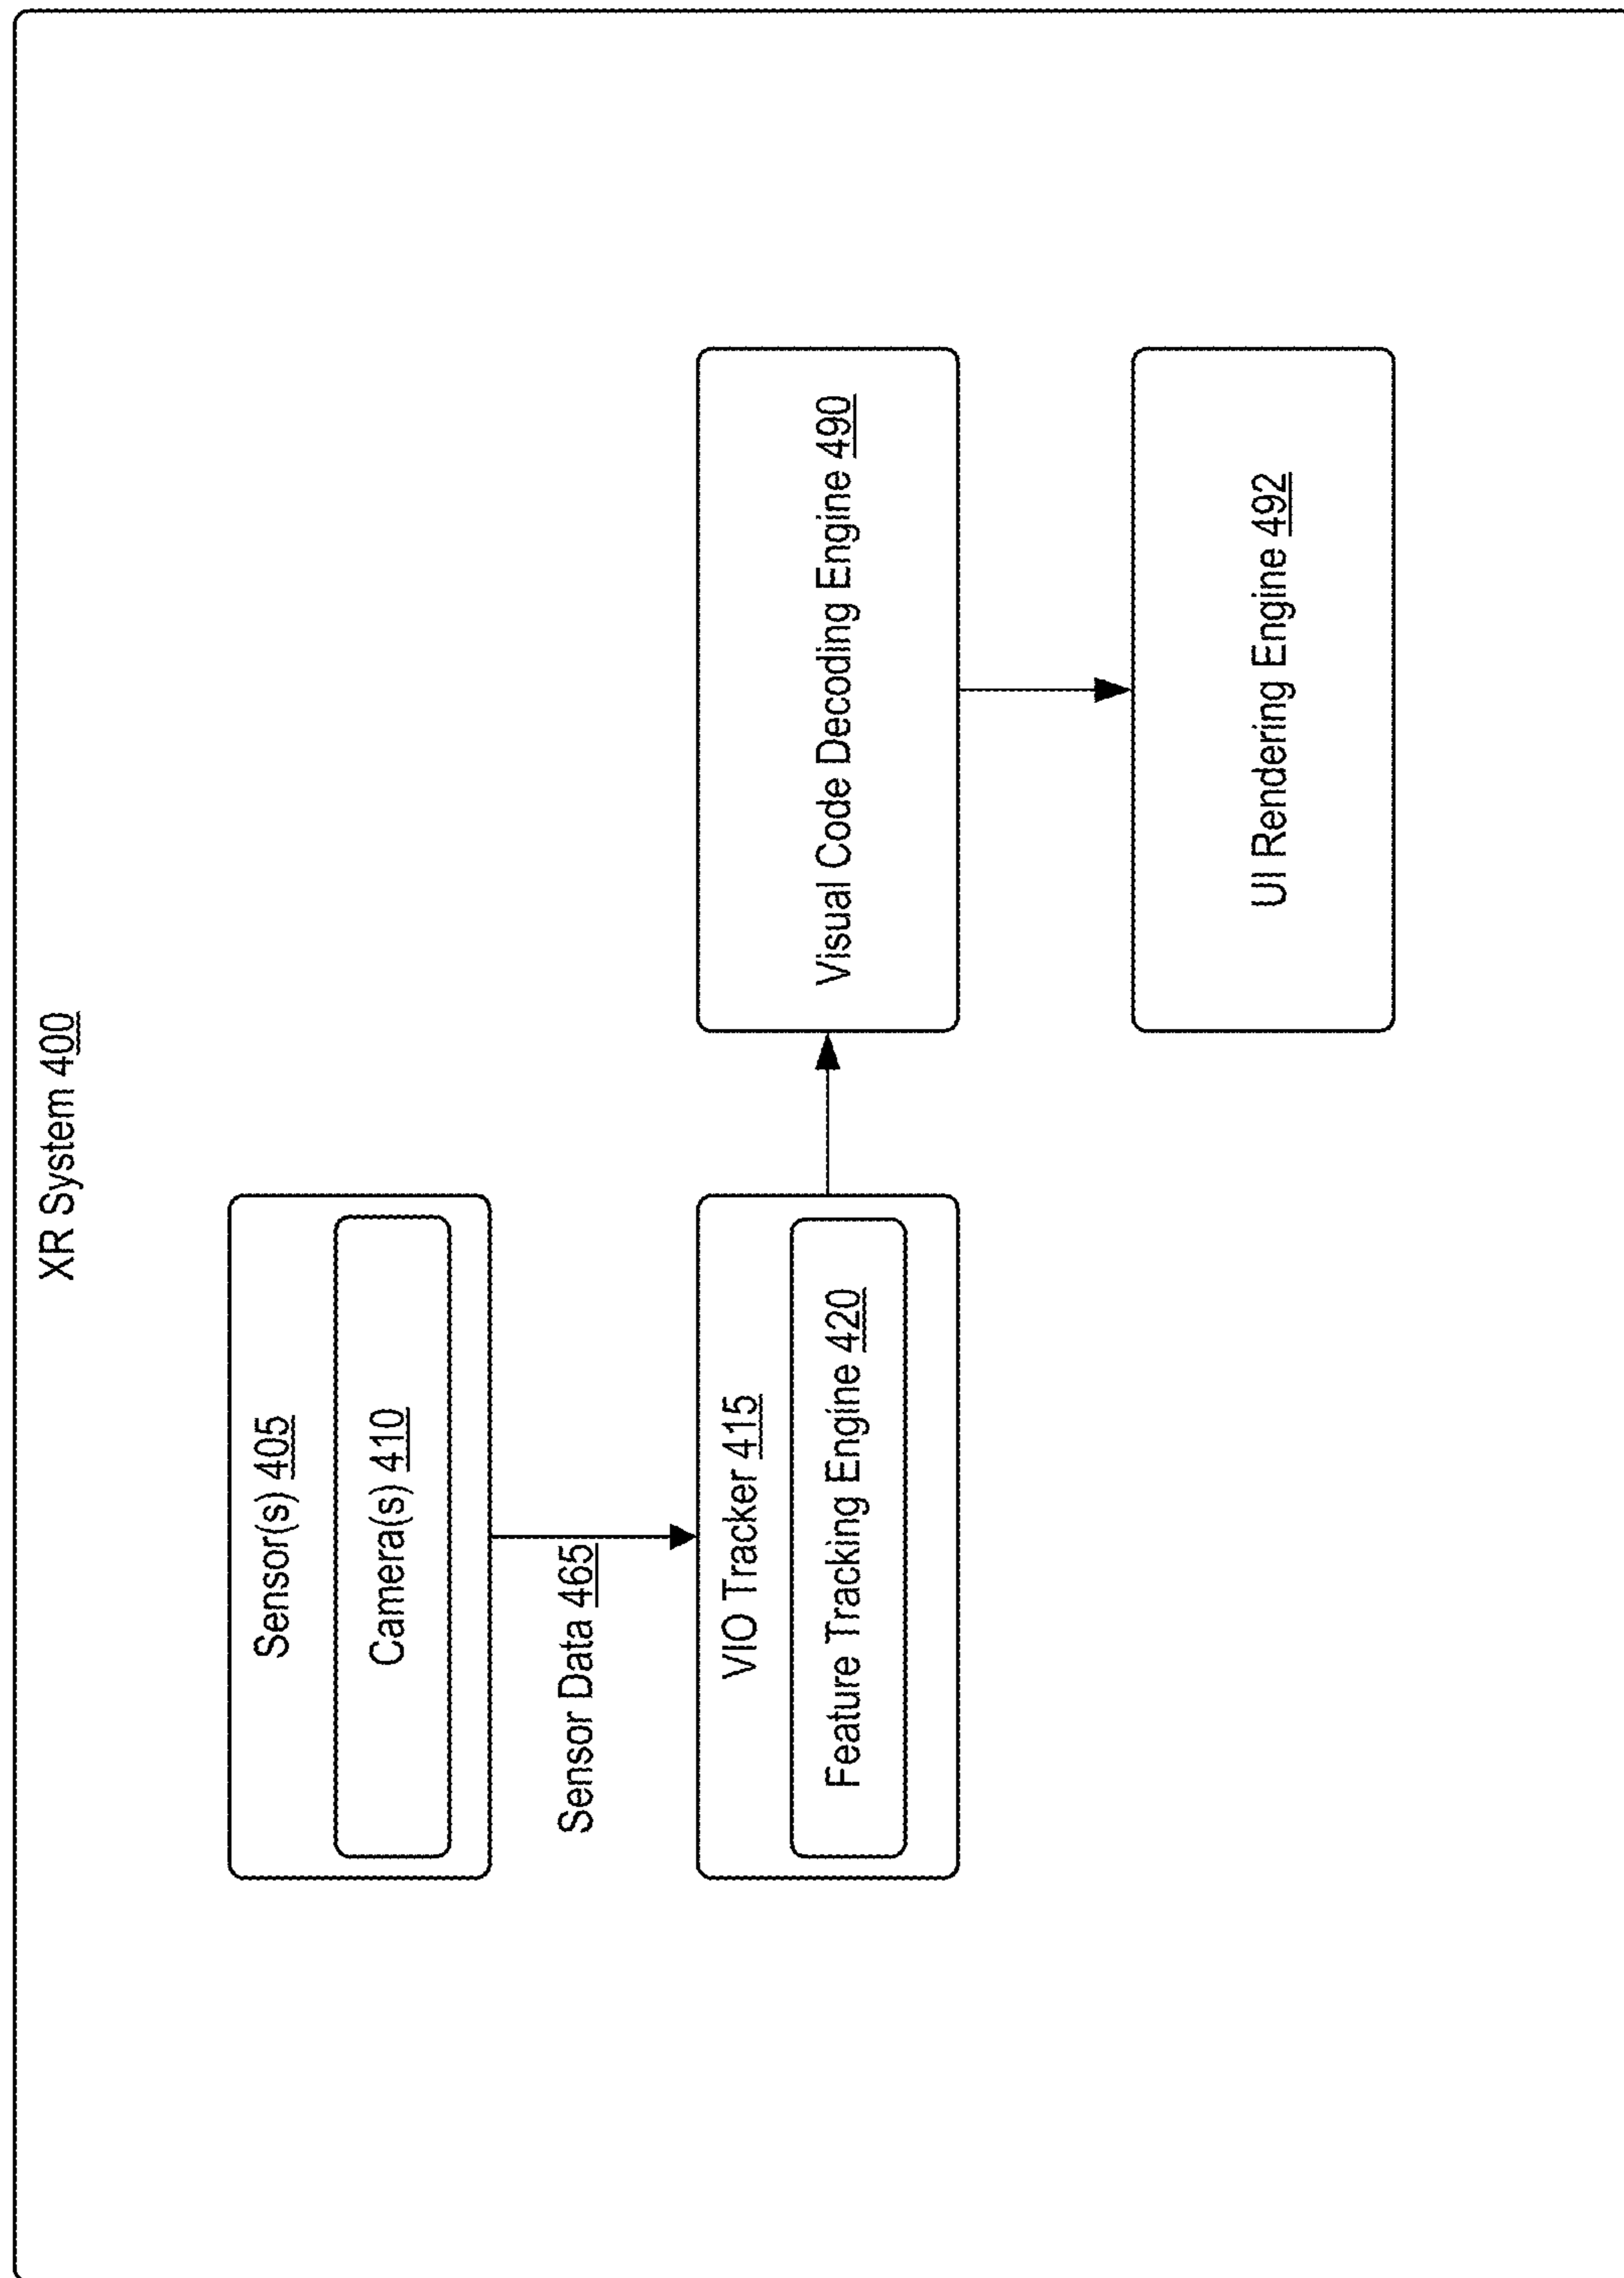 XR System 400
Sensor(s) 405
Camera(s) 410
Sensor Data 465
VIO Tracker 415
Feature Tracking Engine 420
Visual Code Decoding Engine 490
UI Rendering Engine 492